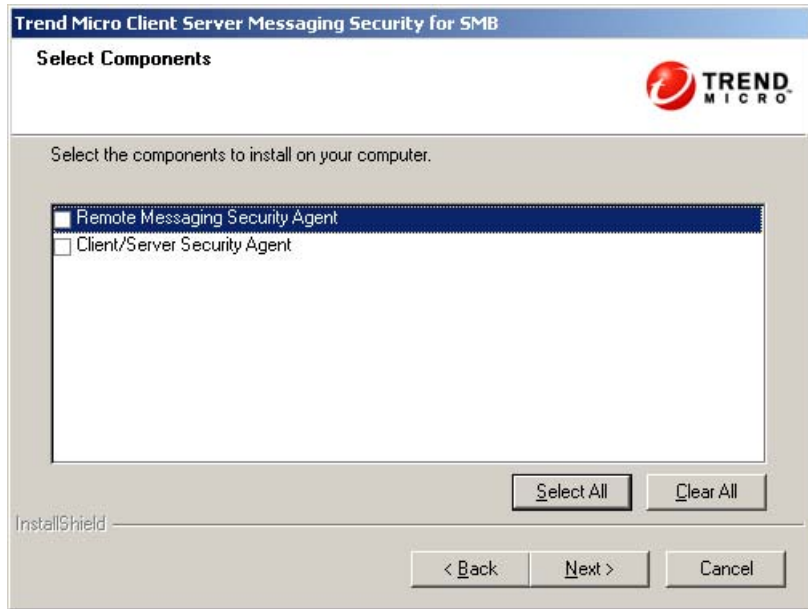 Trend Micro Client Server Messaging Security for SMB
Select Components
TREND
MICRO™
Select the components to install on your computer.
Remote Messaging Security Agent
Client/Server Security Agent
Select All
Clear All
InstallShield
< Back
Next >
Cancel